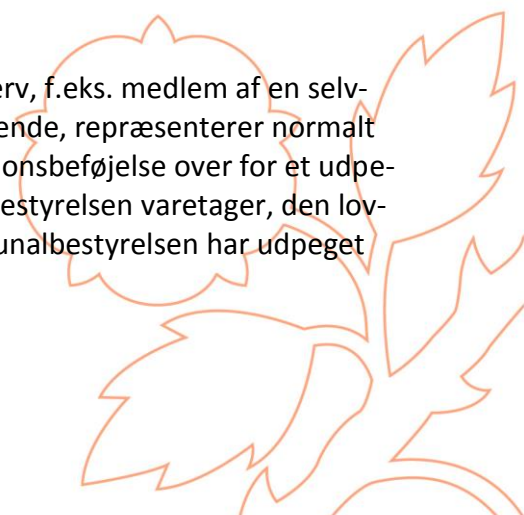 erv, f.eks. medlem af en selv-
ende, repræsenterer normalt
onsbeføjelse over for et udpe-
estyrelsen varetager, den lov-
unalbestyrelsen har udpeget